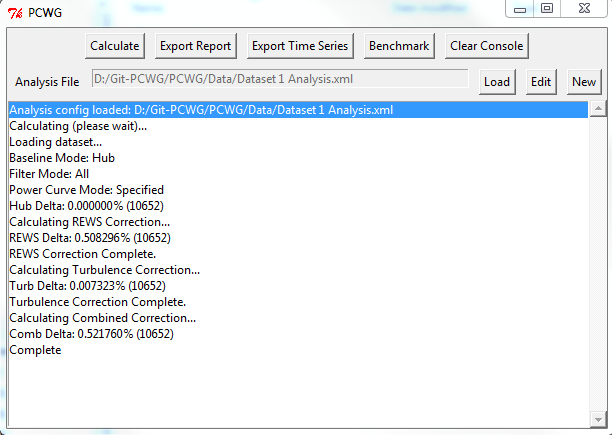 PCWG
Calculate Export Report Export Time Series Benchmark Clear Console
Analysis File D:/Git-PCWG/PCWG/Data/Dataset 1 Analysis.xml Load Edit New
Analysis config loaded: D:/Git-PCWG/PCWG/Data/Dataset 1 Analysis.xml
Calculating (please wait)...
Loading dataset...
Baseline Mode: Hub
Filter Mode: All
Power Curve Mode: Specified
Hub Delta: 0.000000% (10652)
Calculating REWS Correction...
REWS Delta: 0.508296% (10652)
REWS Correction Complete.
Calculating Turbulence Correction...
Turb Delta: 0.007323% (10652)
Turbulence Correction Complete.
Calculating Combined Correction...
Comb Delta: 0.521760% (10652)
Complete